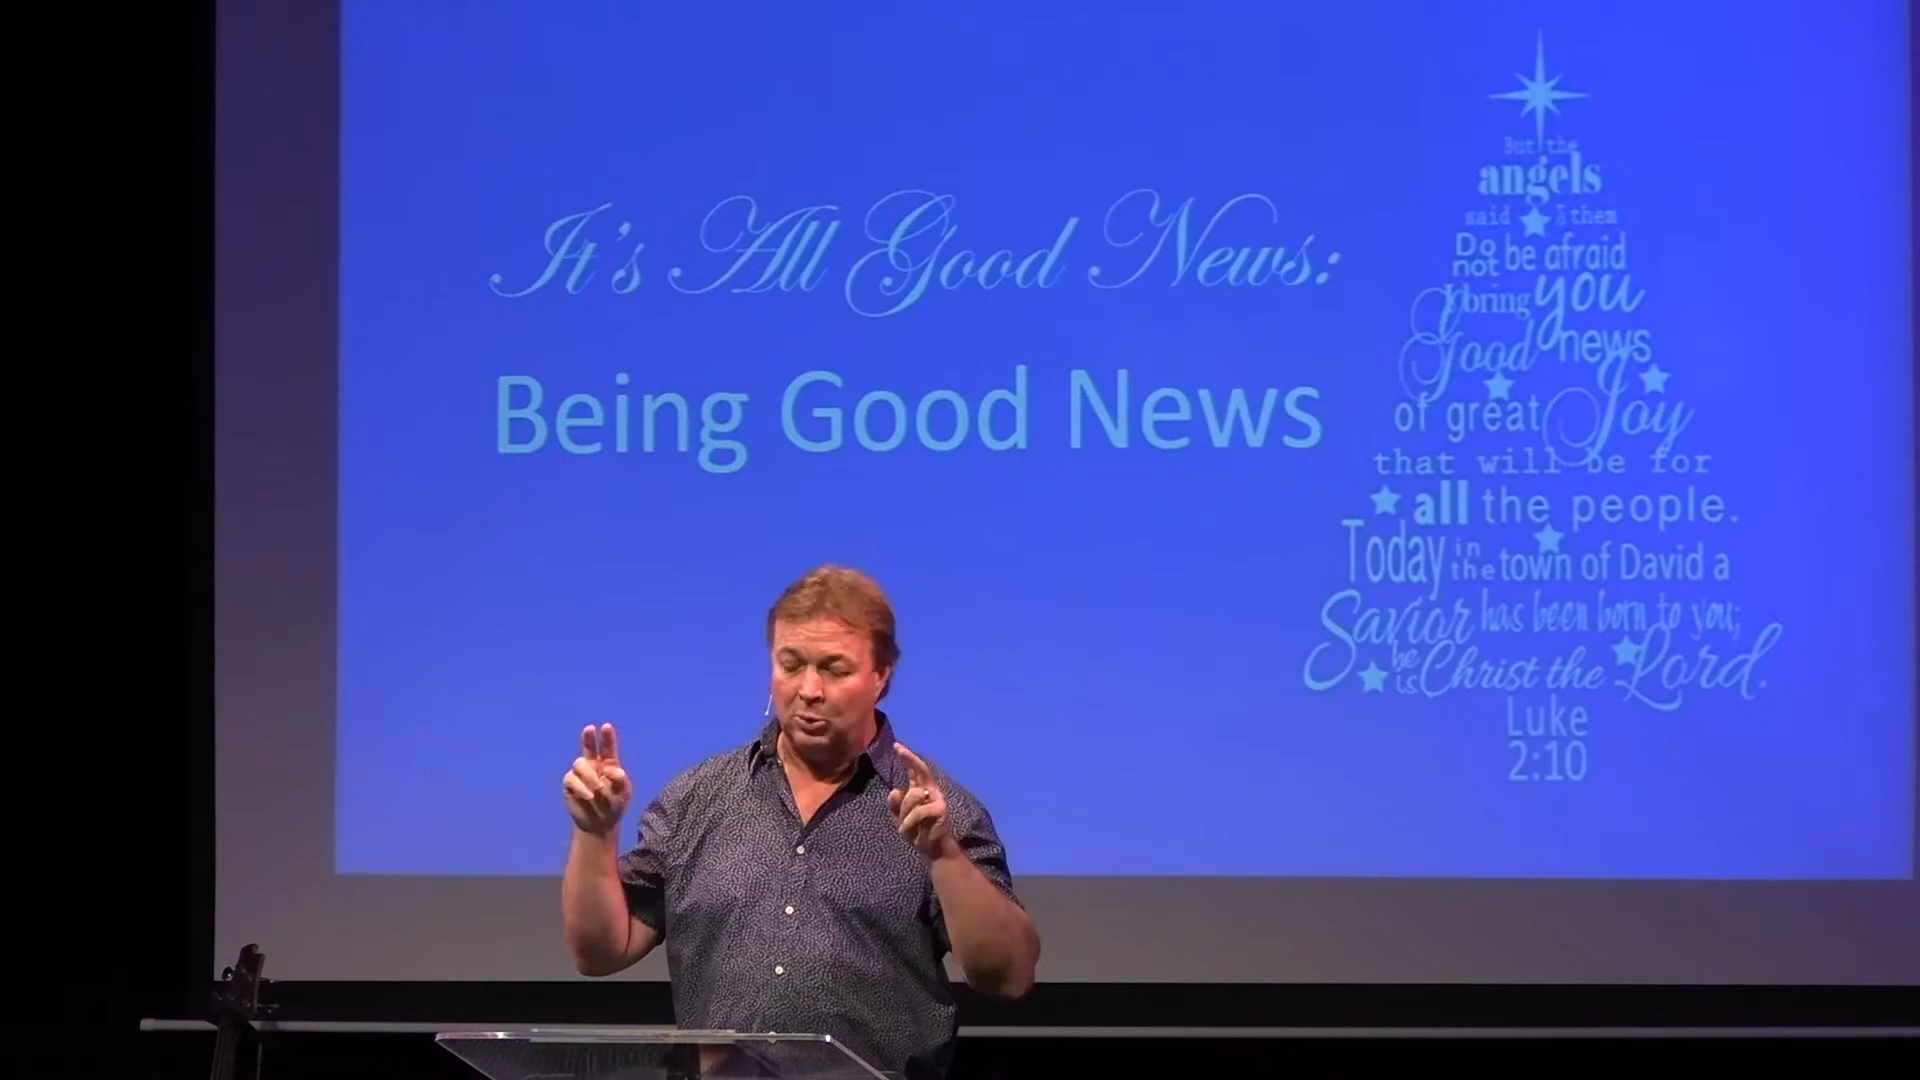 It's All Good News:
Being Good News
But the
angels
said to them
Do not be afraid
I bring you
Good news
of great Joy
that will be for
all the people.
Today in the town of David a
Savior has been born to you;
he is Christ the Lord.
Luke
2:10